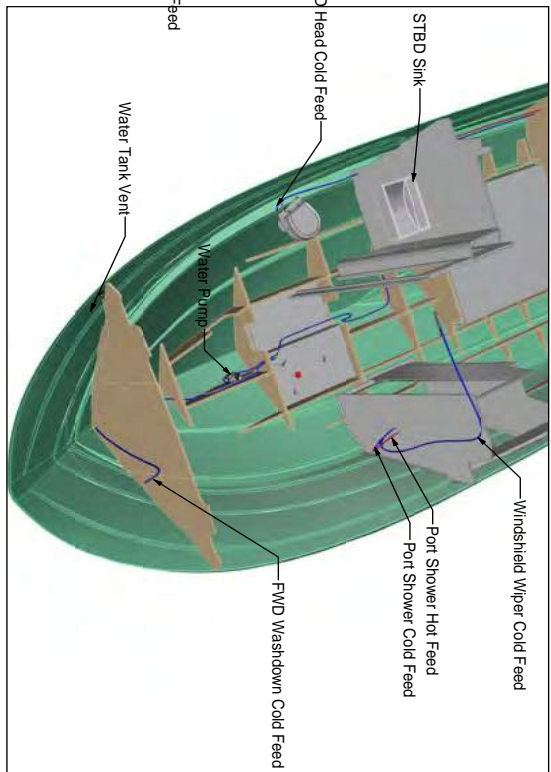 Feed
D Head Cold Feed
STBD Sink
Water Tank Vent
Water Pump
Windshield Wiper Cold Feed
Port Shower Hot Feed
Port Shower Cold Feed
FWD Washdown Cold Feed